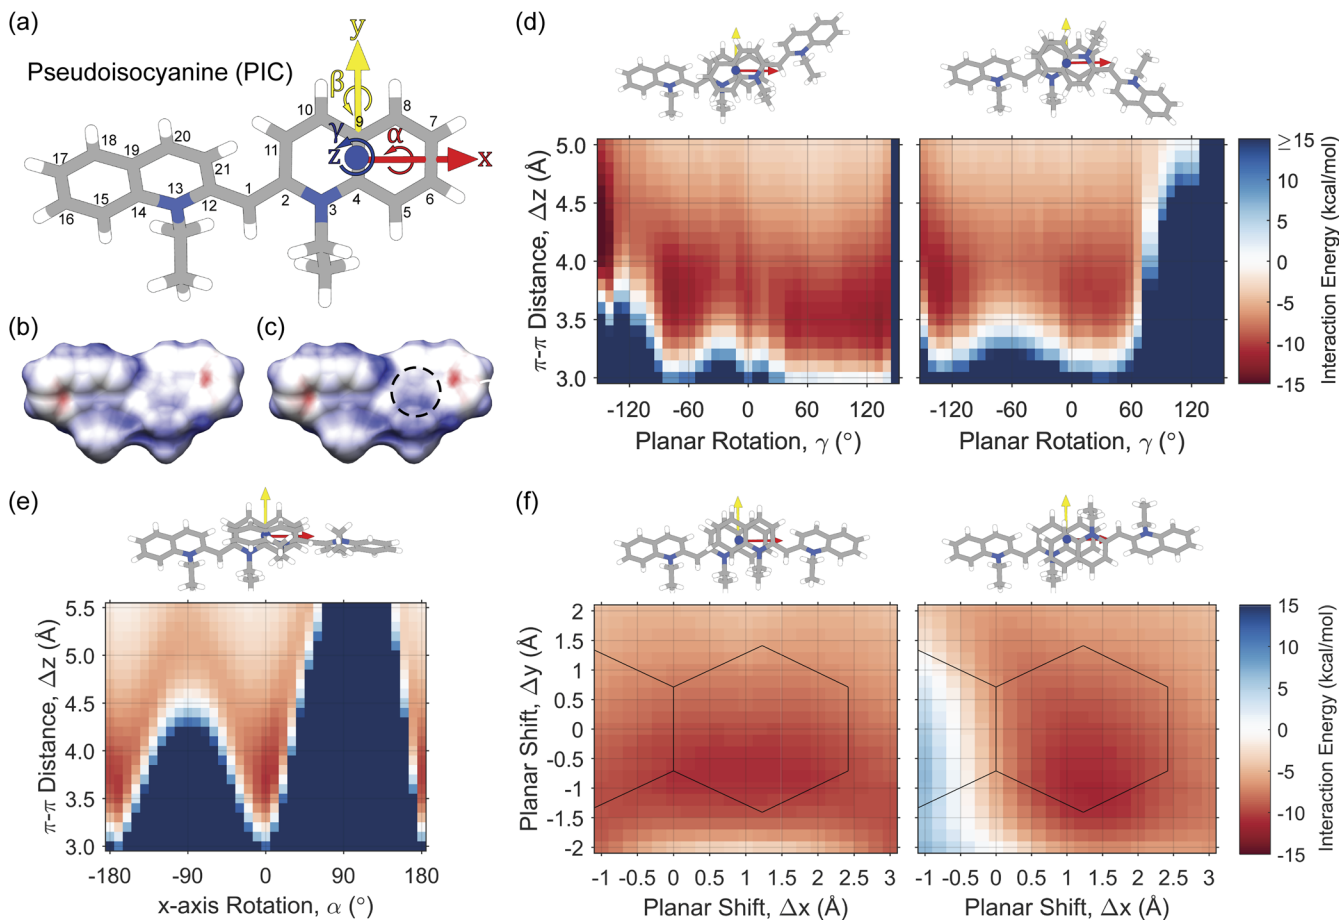 (a)
Pseudoisocyanine (PIC)
y
β
γ
z
α
x
10
8
9
7
11
18
20
19
17
21
13
1
12
2
3
4
6
5
15
14
16
(b)
(c)
(d)
π-π Distance, Δz (Å)
5.0
4.5
4.0
3.5
3.0
-120 -60 0 60 120
Planar Rotation, γ (°)
-120 -60 0 60 120
Planar Rotation, γ (°)
≥15
10
5
0
-5
-10
-15
Interaction Energy (kcal/mol)
(e)
π-π Distance, Δz (Å)
5.5
5.0
4.5
4.0
3.5
3.0
-180 -90 0 90 180
x-axis Rotation, α (°)
(f)
Planar Shift, Δy (Å)
2
1.5
1
0.5
0
-0.5
-1
-1.5
-2
-1 -0.5 0 0.5 1 1.5 2 2.5 3
Planar Shift, Δx (Å)
-1 -0.5 0 0.5 1 1.5 2 2.5 3
Planar Shift, Δx (Å)
15
10
5
0
-5
-10
-15
Interaction Energy (kcal/mol)